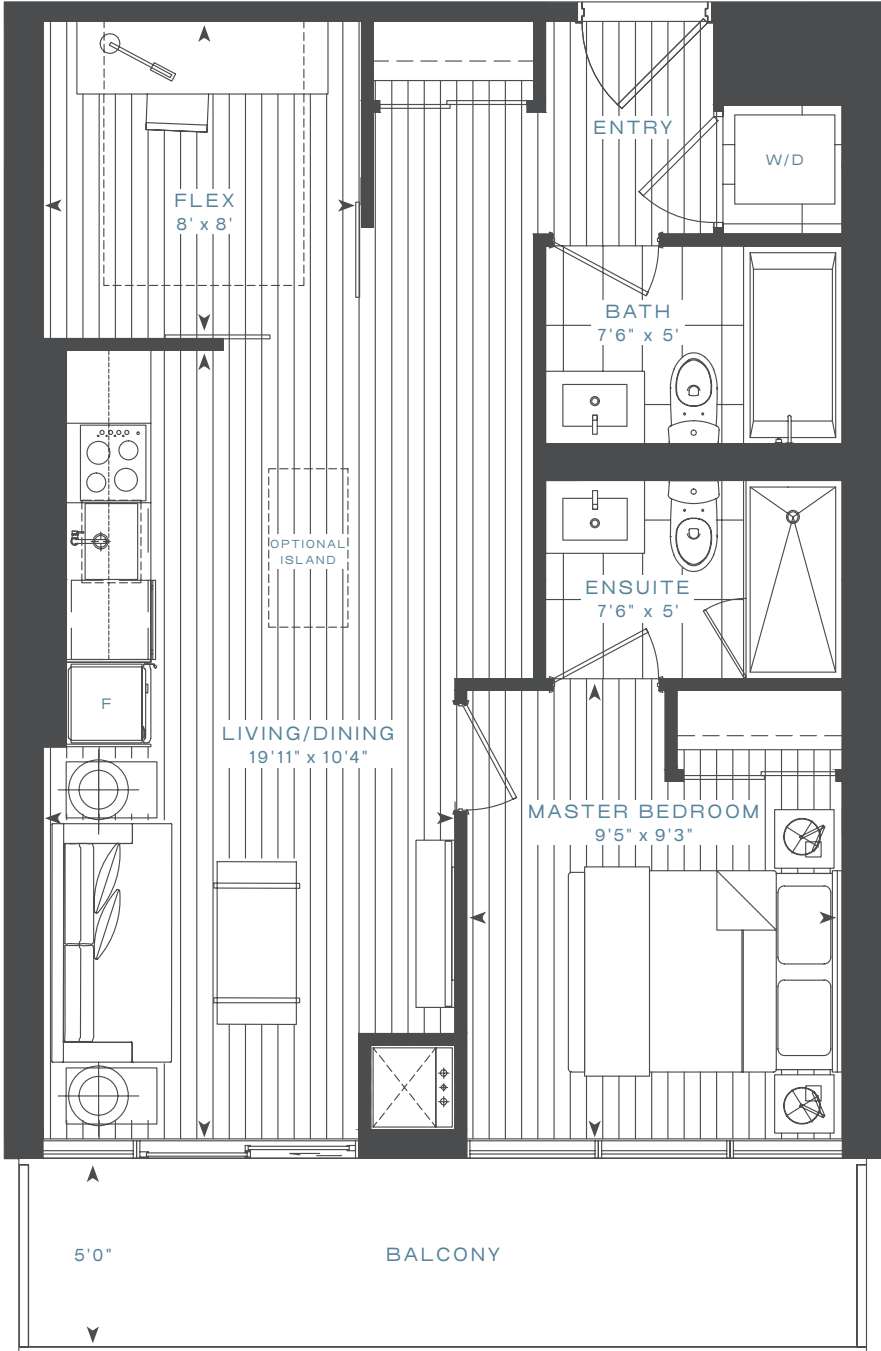 ENTRY
W/D
FLEX
8' x 8'
BATH
7'6" x 5'
OPTIONAL
ISLAND
ENSUITE
7'6" x 5'
F
LIVING/DINING
19'11" x 10'4"
MASTER BEDROOM
9'5" x 9'3"
5'0"
BALCONY